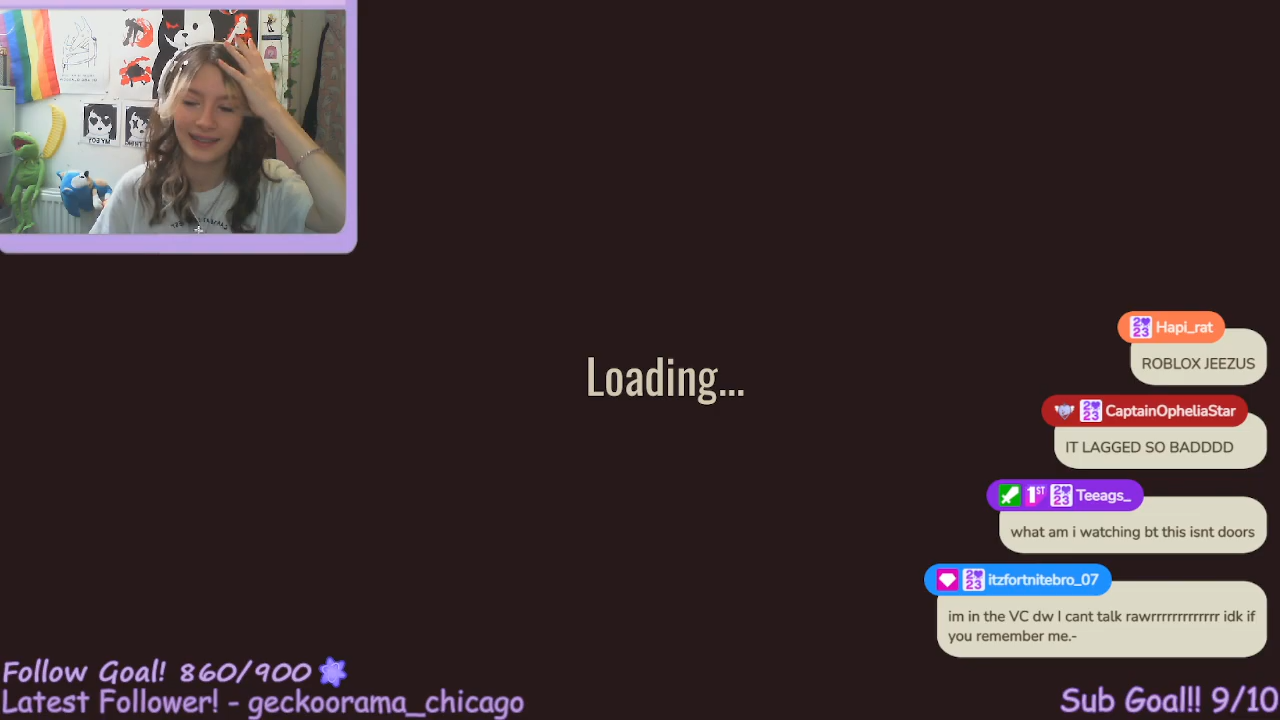 Loading...
Hapi_rat
ROBLOX JEEZUS
CaptainOpheliaStar
IT LAGGED SO BADDDD
1ST Teeags_
what am i watching bt this isnt doors
itzfortnitebro_07
im in the VC dw I cant talk rawrrrrrrrrrrrrr idk if
you remember me.-
Follow Goal! 860/900
Latest Follower! - geckoorama_chicago
Sub Goal!! 9/10